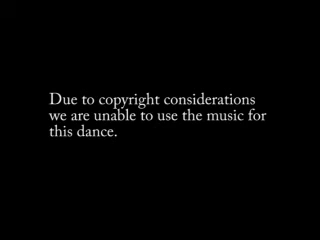 Due to copyright considerations
we are unable to use the music for
this dance.